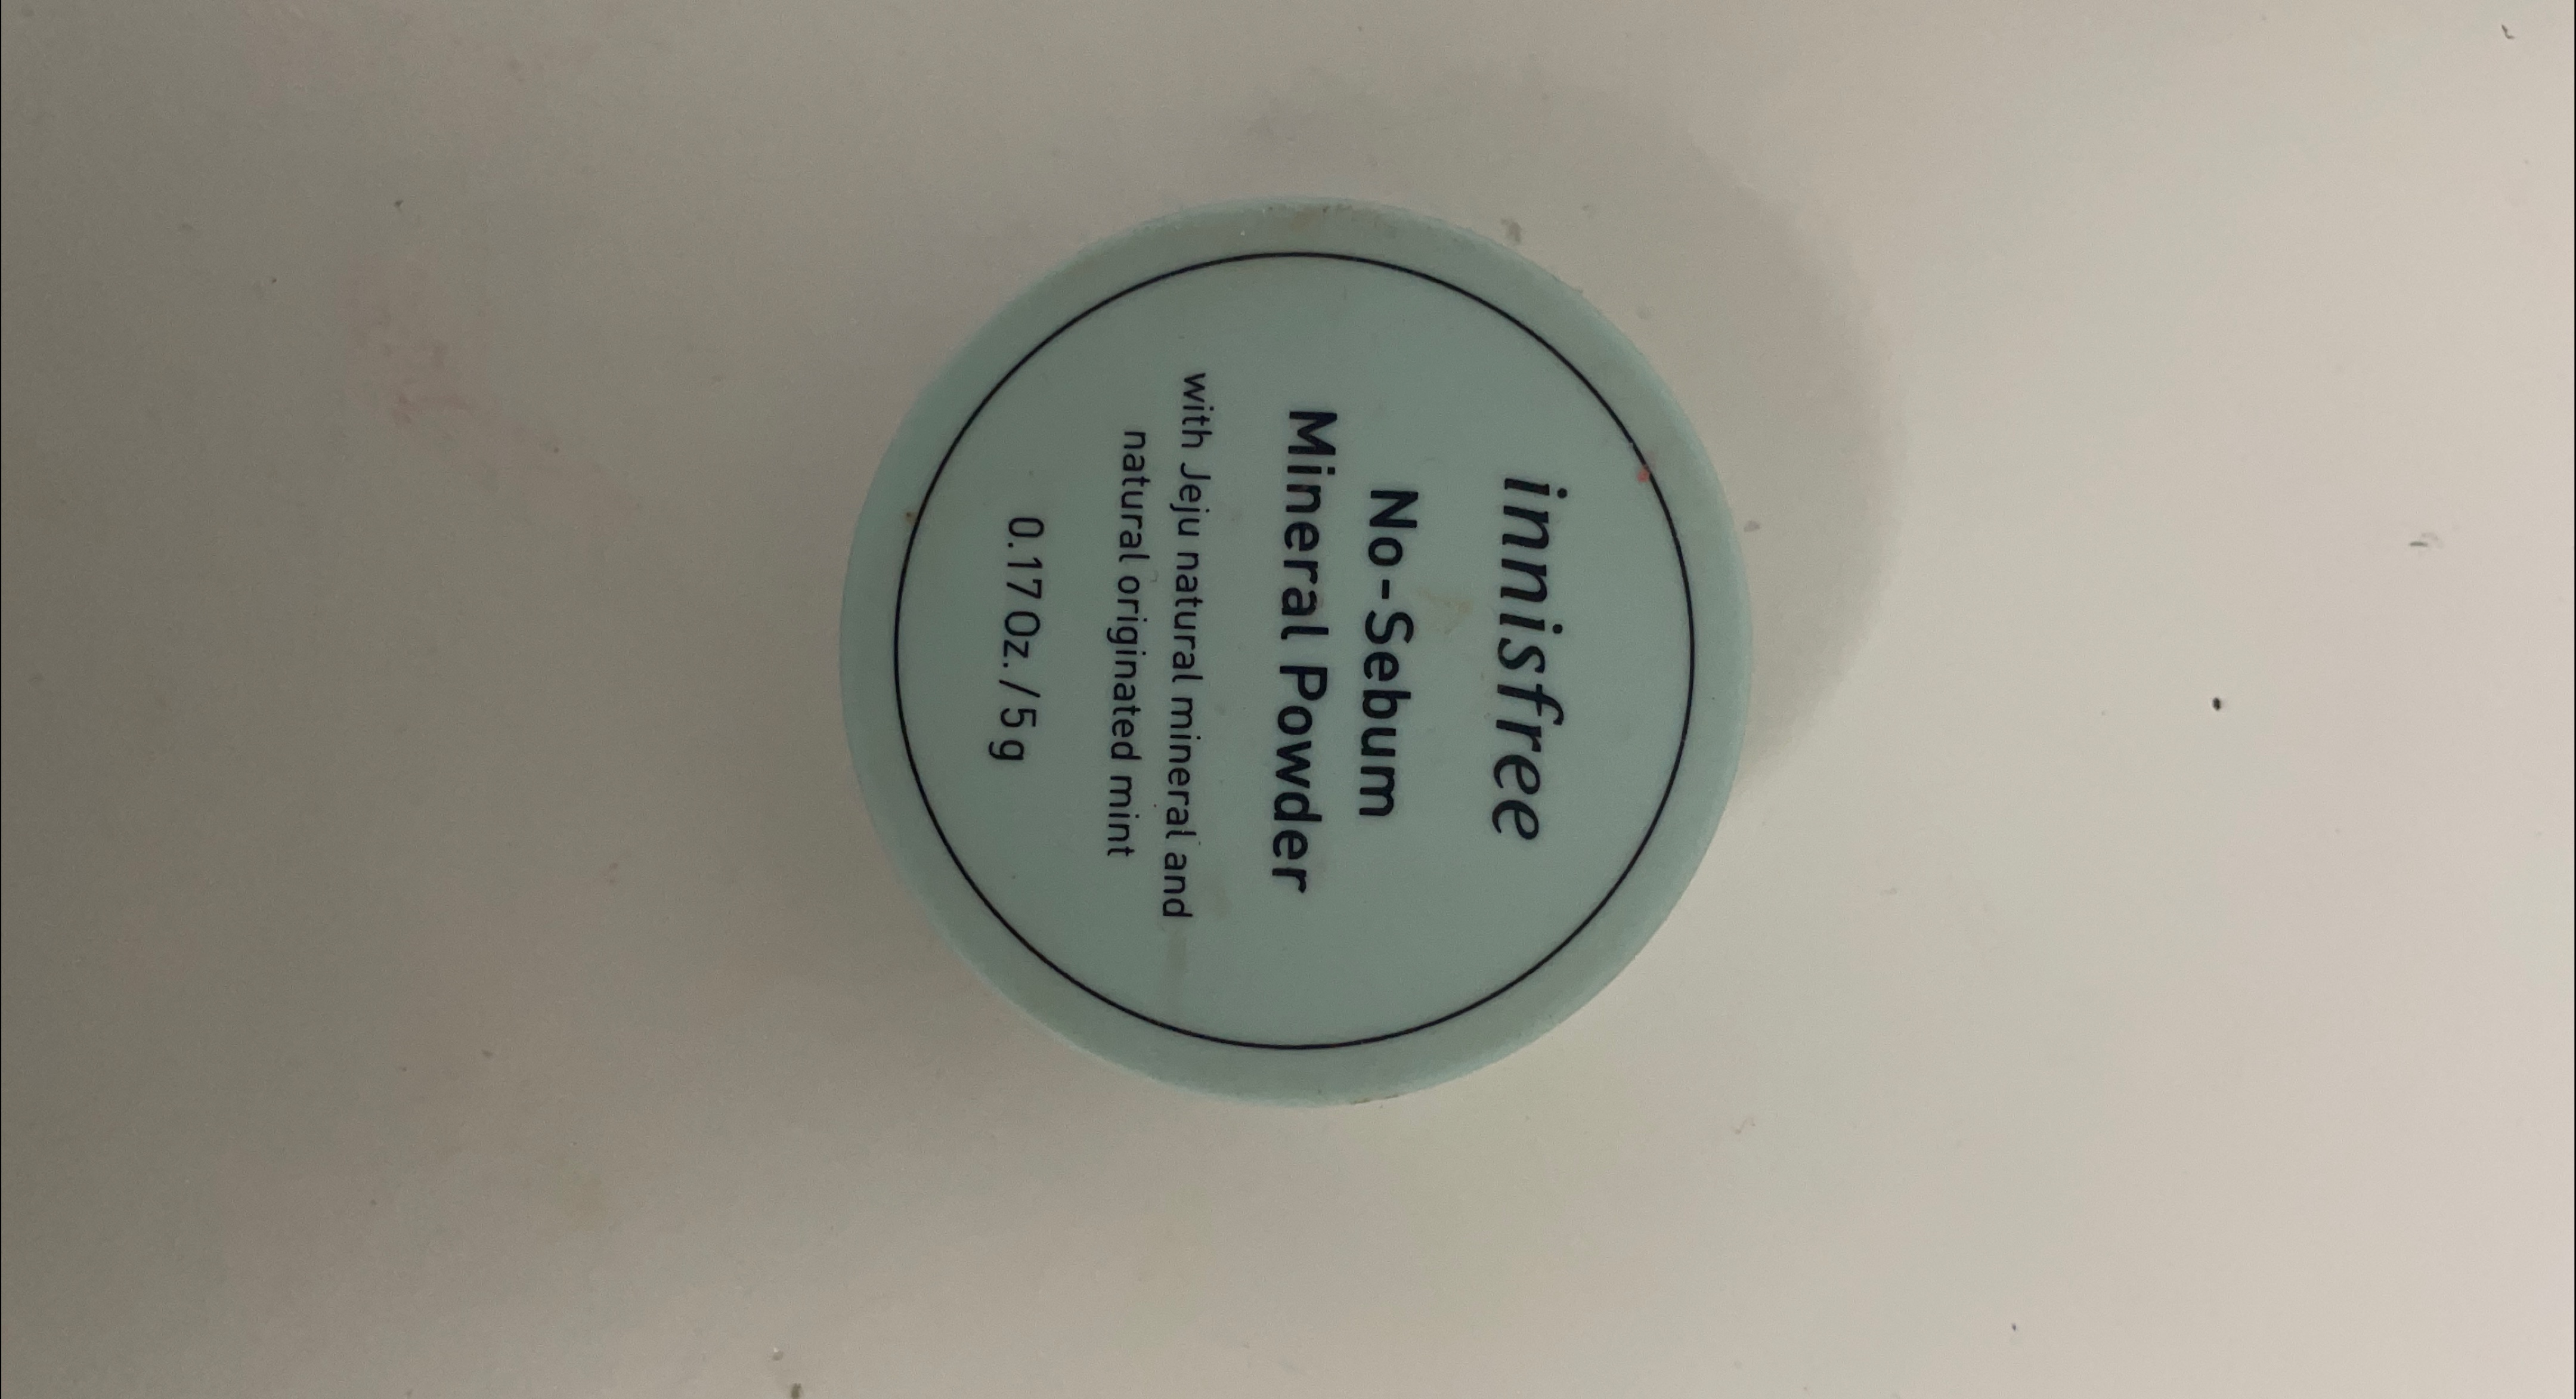 innisfree
No-Sebum
Mineral Powder
with Jeju natural mineral and
natural originated mint
0.17 Oz. / 5 g